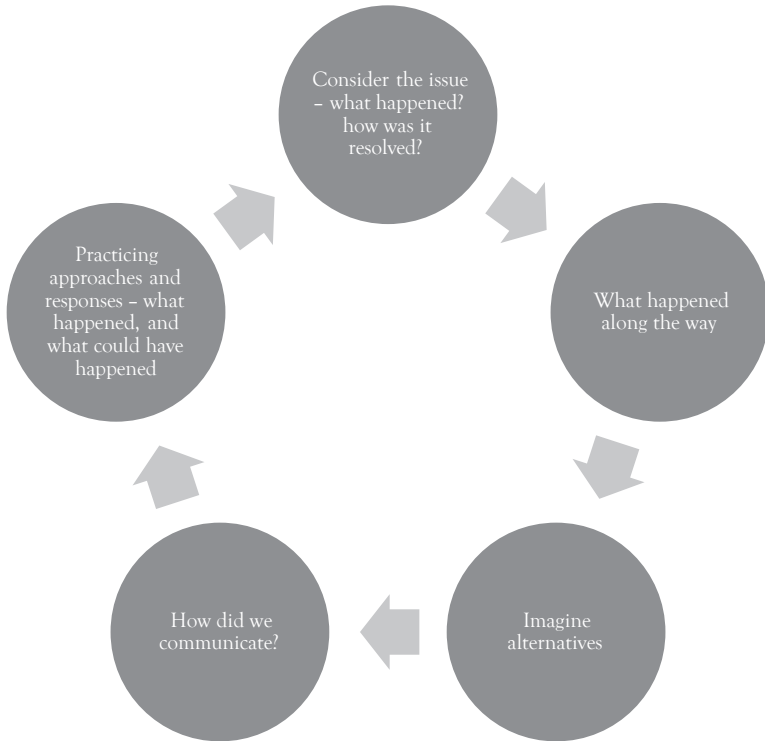 Consider the issue
– what happened?
how was it
resolved?
What happened
along the way
Imagine
alternatives
How did we
communicate?
Practicing
approaches and
responses – what
happened, and
what could have
happened